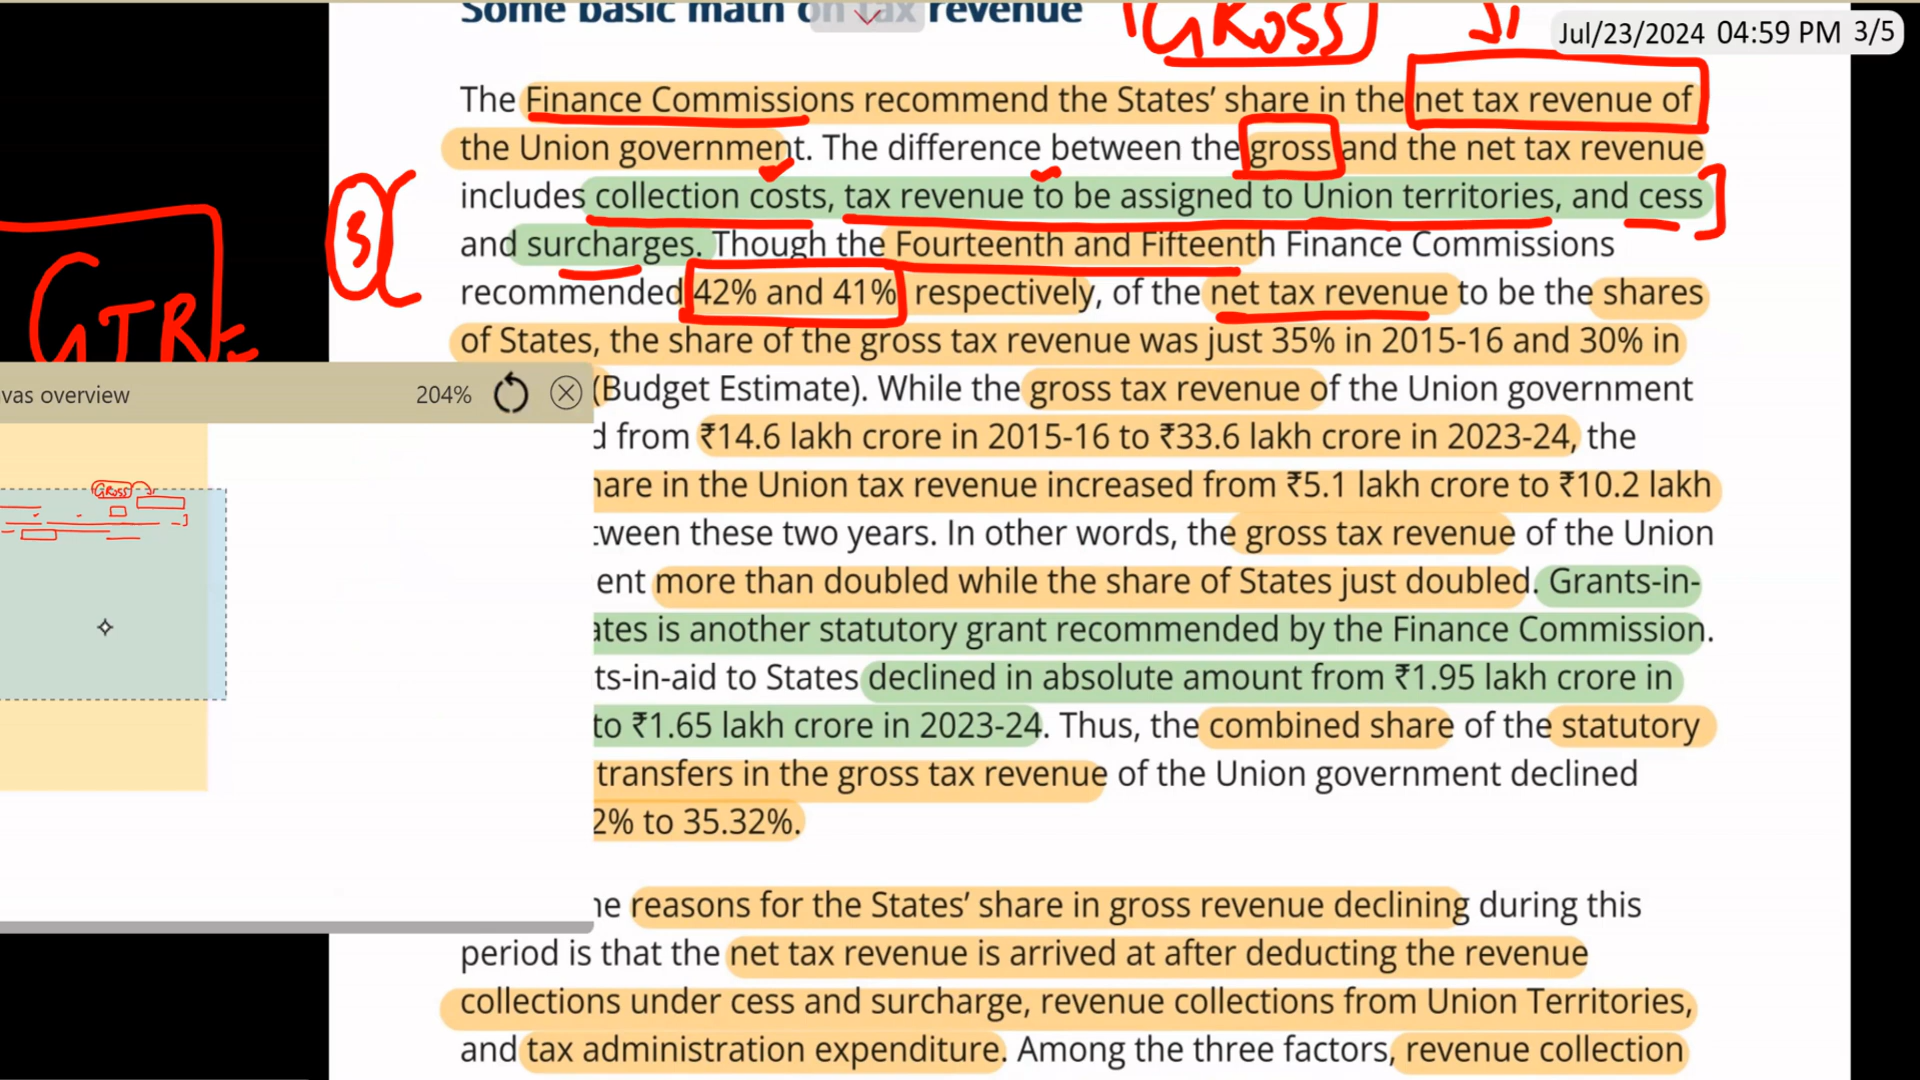 Some basic math on tax revenue
GROSS
Jul/23/2024 04:59 PM 3/5
The Finance Commissions recommend the States’ share in the net tax revenue of
the Union government. The difference between the gross and the net tax revenue
includes collection costs, tax revenue to be assigned to Union territories, and cess
and surcharges. Though the Fourteenth and Fifteenth Finance Commissions
recommended 42% and 41% respectively, of the net tax revenue to be the shares
of States, the share of the gross tax revenue was just 35% in 2015-16 and 30% in
(Budget Estimate). While the gross tax revenue of the Union government
d from ₹14.6 lakh crore in 2015-16 to ₹33.6 lakh crore in 2023-24, the
hare in the Union tax revenue increased from ₹5.1 lakh crore to ₹10.2 lakh
tween these two years. In other words, the gross tax revenue of the Union
ent more than doubled while the share of States just doubled. Grants-in-
ates is another statutory grant recommended by the Finance Commission.
ts-in-aid to States declined in absolute amount from ₹1.95 lakh crore in
to ₹1.65 lakh crore in 2023-24. Thus, the combined share of the statutory
transfers in the gross tax revenue of the Union government declined
2% to 35.32%.
he reasons for the States’ share in gross revenue declining during this
period is that the net tax revenue is arrived at after deducting the revenue
collections under cess and surcharge, revenue collections from Union Territories,
and tax administration expenditure. Among the three factors, revenue collection
3
GTR
vas overview 204%
GROSS